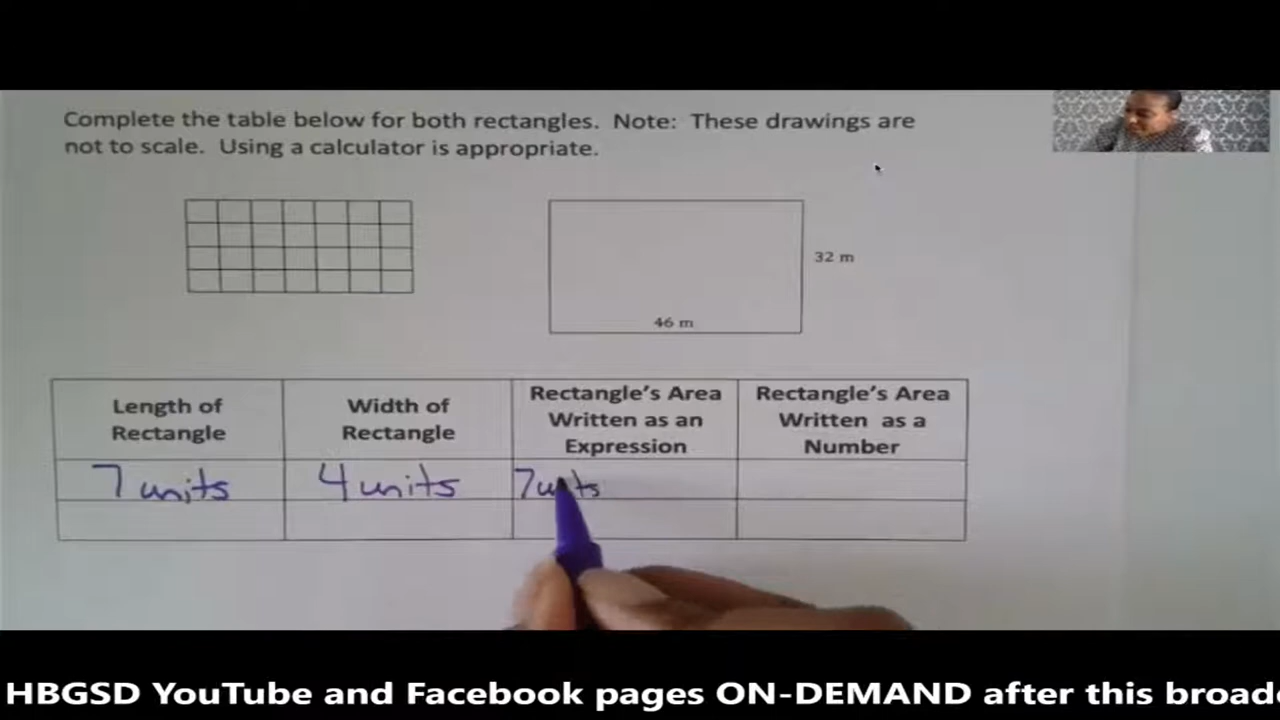 Complete the table below for both rectangles. Note: These drawings are
not to scale. Using a calculator is appropriate.
32 m
46 m
Length of
Rectangle
Width of
Rectangle
Rectangle's Area
Written as an
Expression
Rectangle's Area
Written as a
Number
7 units
4 units
7 units
HBGSD YouTube and Facebook pages ON-DEMAND after this